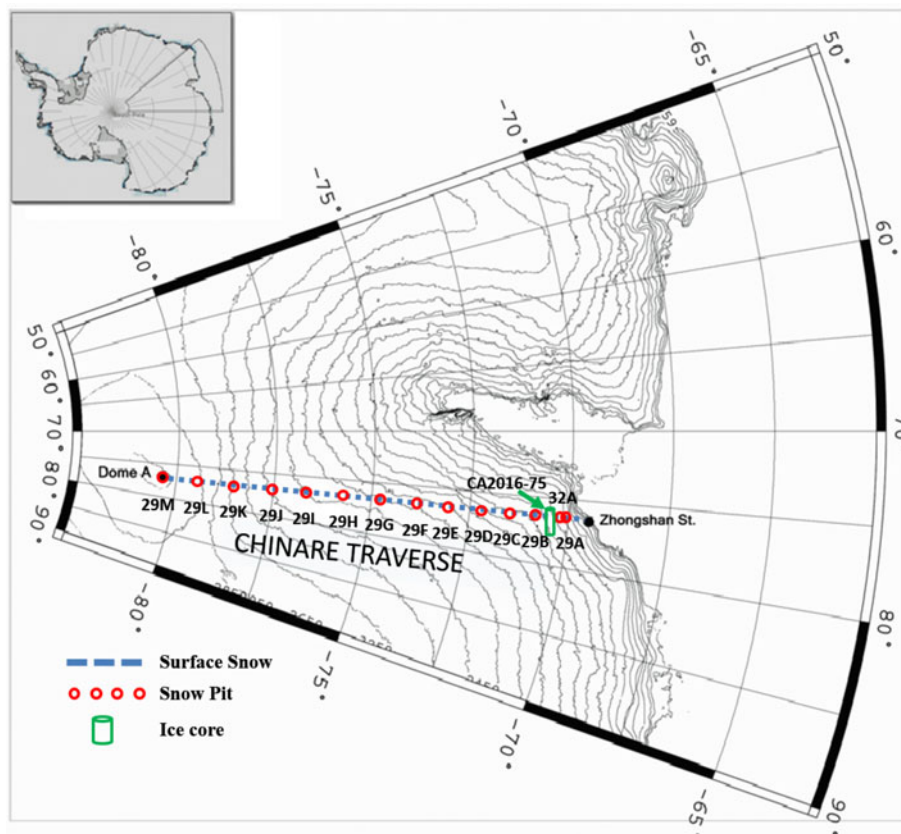 -65°
50°
-70°
-75°
-80°
60°
50°
60°
70°
80°
90°
70
Dome A
CA2016-75
32A
Zhongshan St.
29M
29L
29K
29J
29I
29H
29G
29F
29E
29D
29C
29B
29A
CHINARE TRAVERSE
80°
-80°
-75°
-70°
-65°
90°
Surface Snow
Snow Pit
Ice core